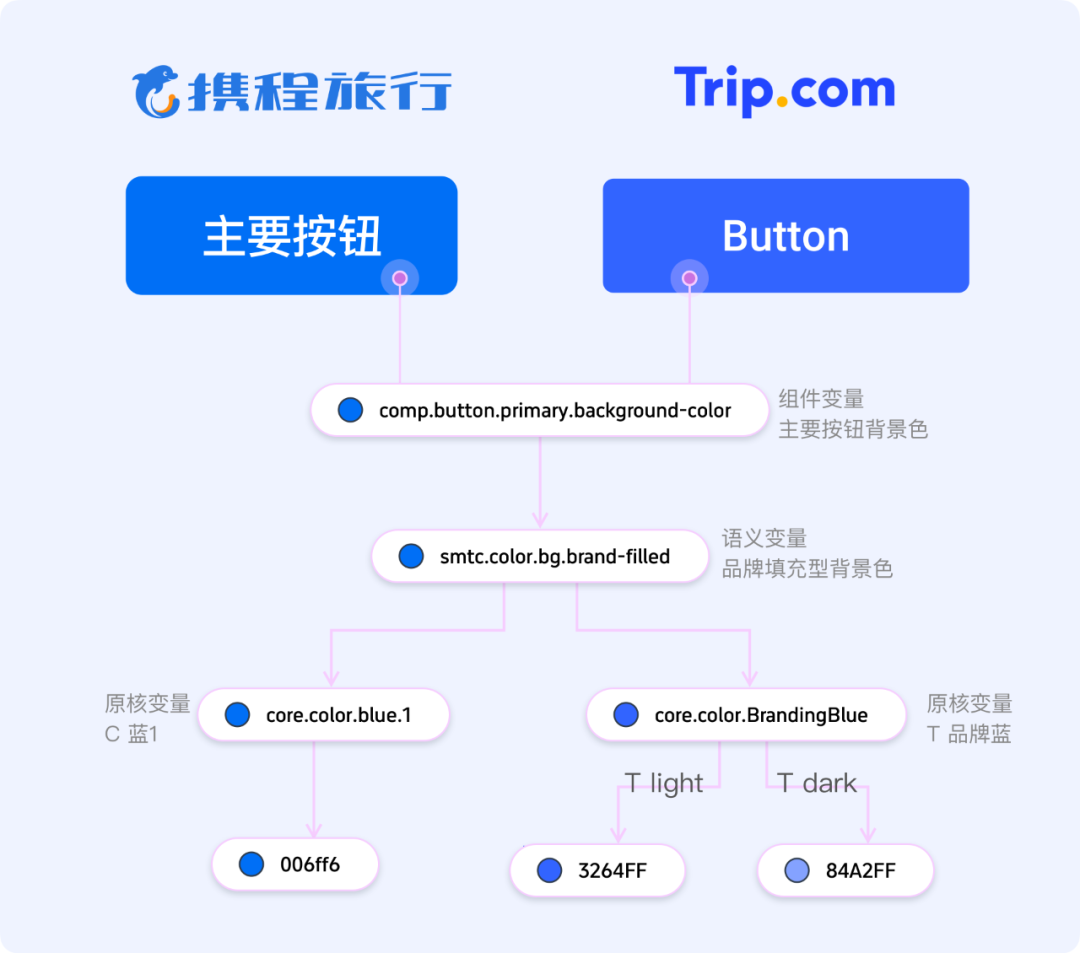 携程旅行
Trip.com
主要按钮
Button
comp.button.primary.background-color
组件变量
主要按钮背景色
smtc.color.bg.brand-filled
语义变量
品牌填充型背景色
原核变量
C 蓝1
core.color.blue.1
core.color.BrandingBlue
原核变量
T 品牌蓝
T light
T dark
006ff6
3264FF
84A2FF